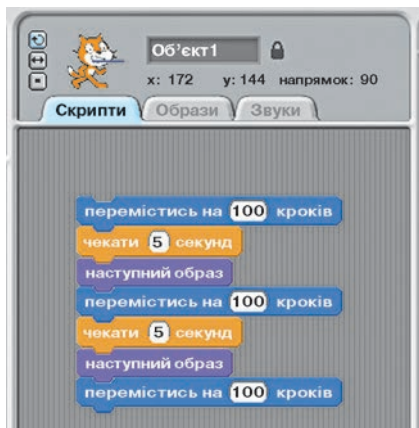 Об’єкт1
x: 172 y: 144 напрямок: 90
Скрипти Образи Звуки
перемістись на 100 кроків
чекати 5 секунд
наступний образ
перемістись на 100 кроків
чекати 5 секунд
наступний образ
перемістись на 100 кроків